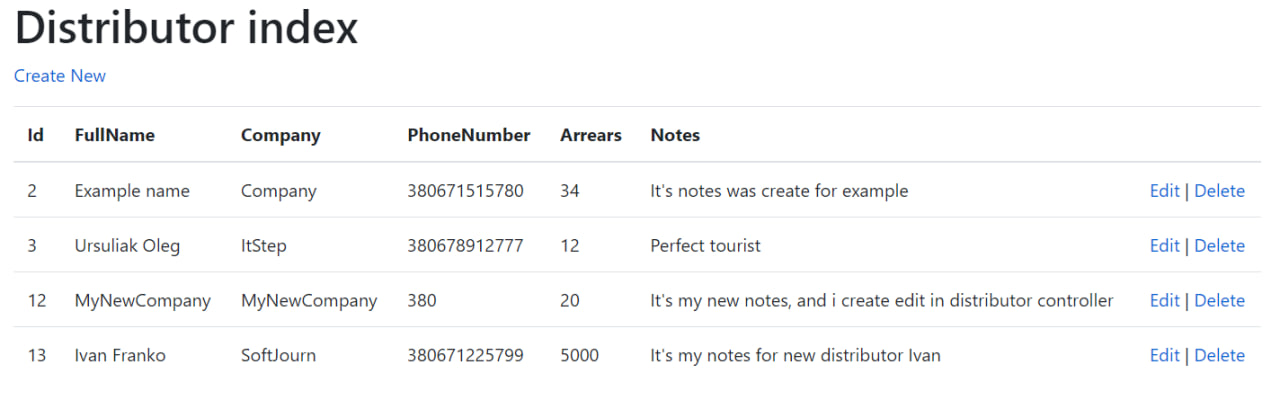 Distributor index
Create New
Id FullName Company PhoneNumber Arrears Notes
2 Example name Company 380671515780 34 It's notes was create for example Edit | Delete
3 Ursuliak Oleg ItStep 380678912777 12 Perfect tourist Edit | Delete
12 MyNewCompany MyNewCompany 380 20 It's my new notes, and i create edit in distributor controller Edit | Delete
13 Ivan Franko SoftJourn 380671225799 5000 It's my notes for new distributor Ivan Edit | Delete